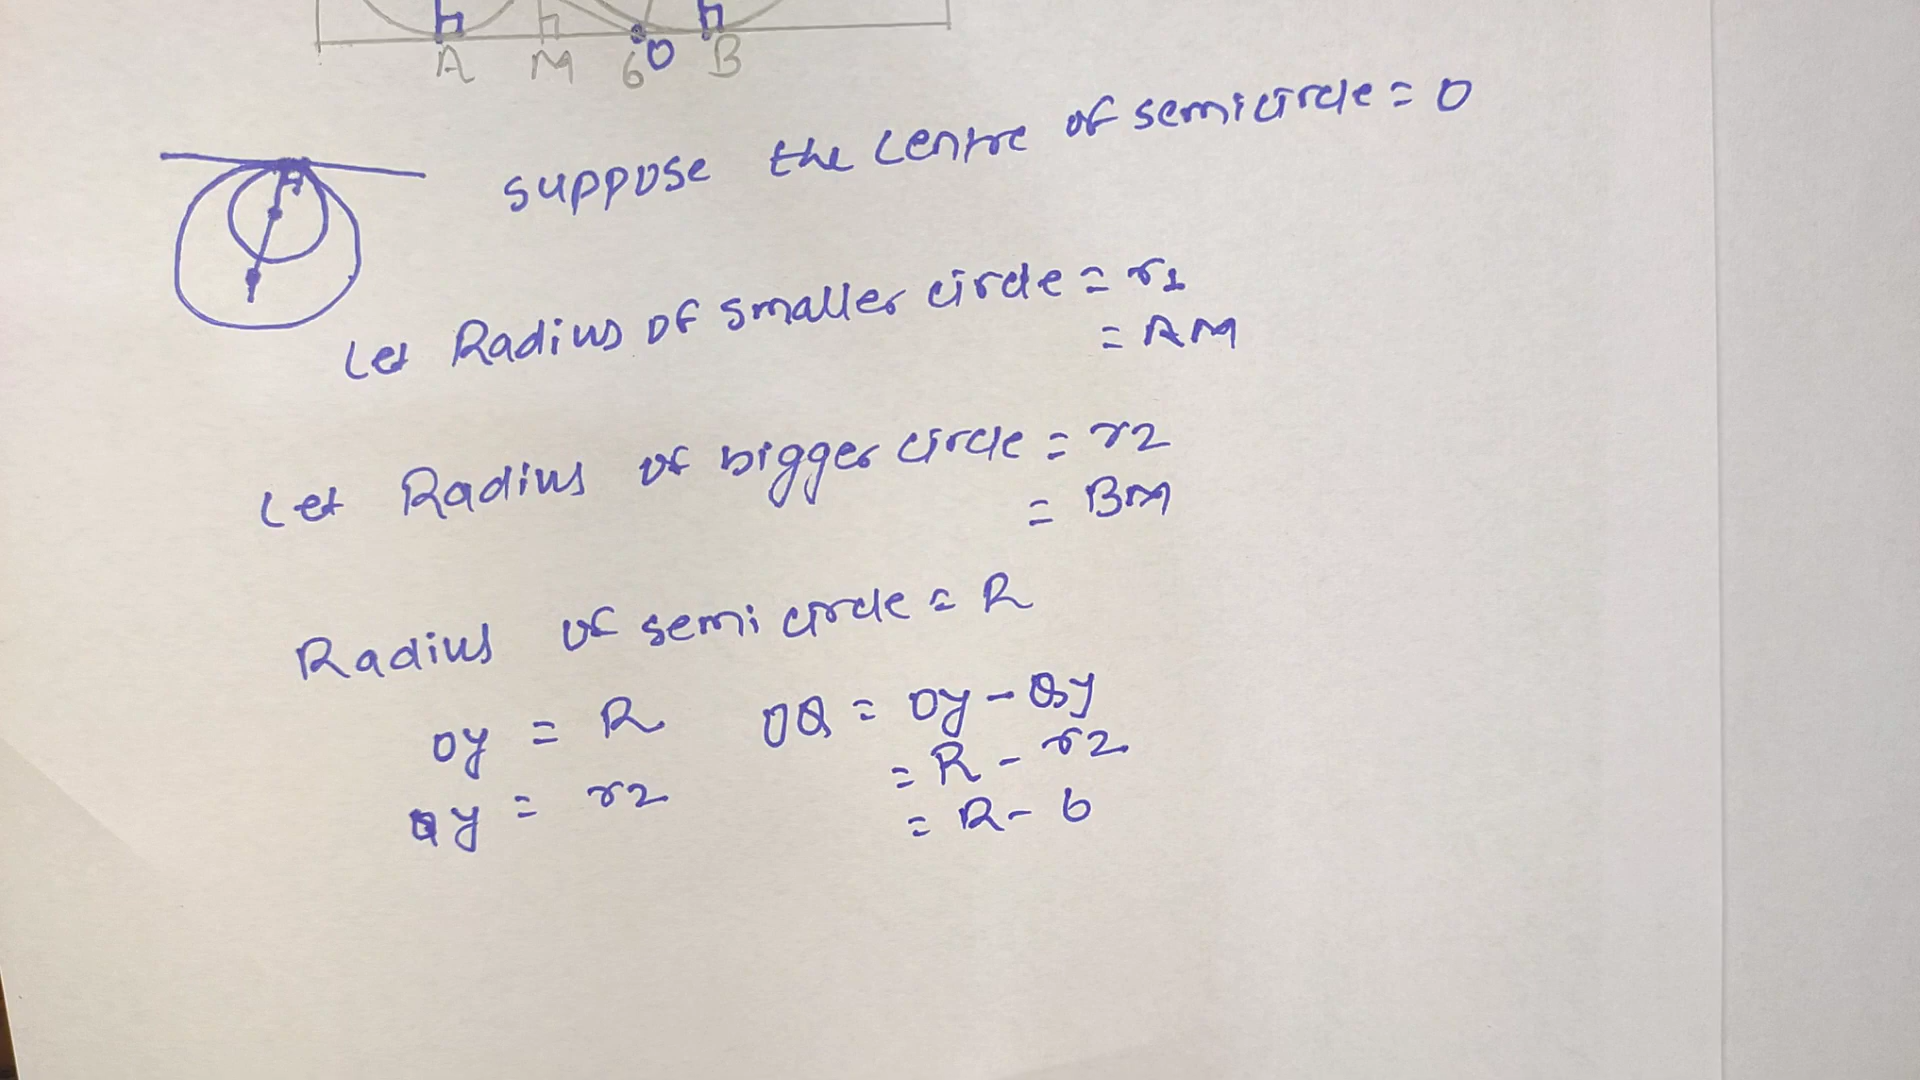 A M 6 O B
suppose the centre of semicircle = O
Let Radius of smaller circle = r1
= AM
Let Radius of bigger circle = r2
= BM
Radius of semi circle = R
Oy = R OQ = Oy - Qy
Qy = r2 = R - r2
= R - 6